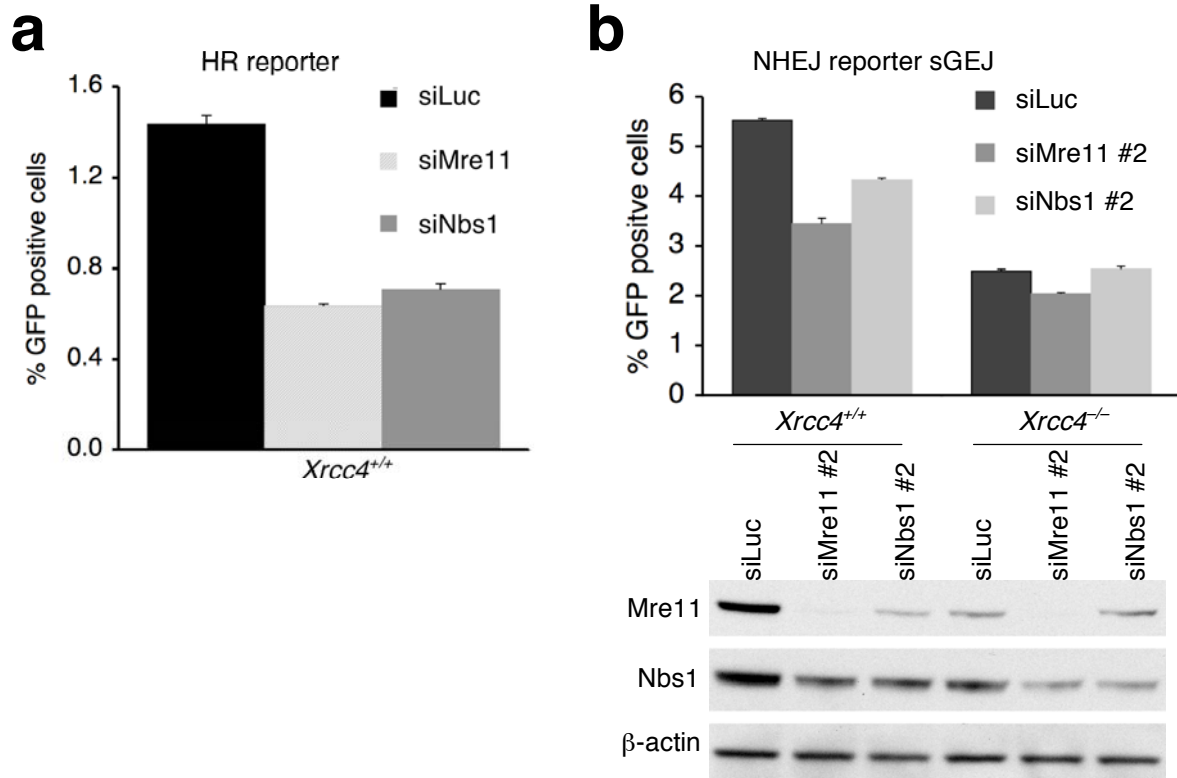 a
HR reporter
% GFP positive cells
1.6
1.2
0.8
0.4
0.0
siLuc
siMre11
siNbs1
Xrcc4+/+
b
NHEJ reporter sGEJ
% GFP positive cells
6
5
4
3
2
1
0
siLuc
siMre11 #2
siNbs1 #2
Xrcc4+/+
Xrcc4–/–
siLuc
siMre11 #2
siNbs1 #2
siLuc
siMre11 #2
siNbs1 #2
Mre11
Nbs1
β-actin